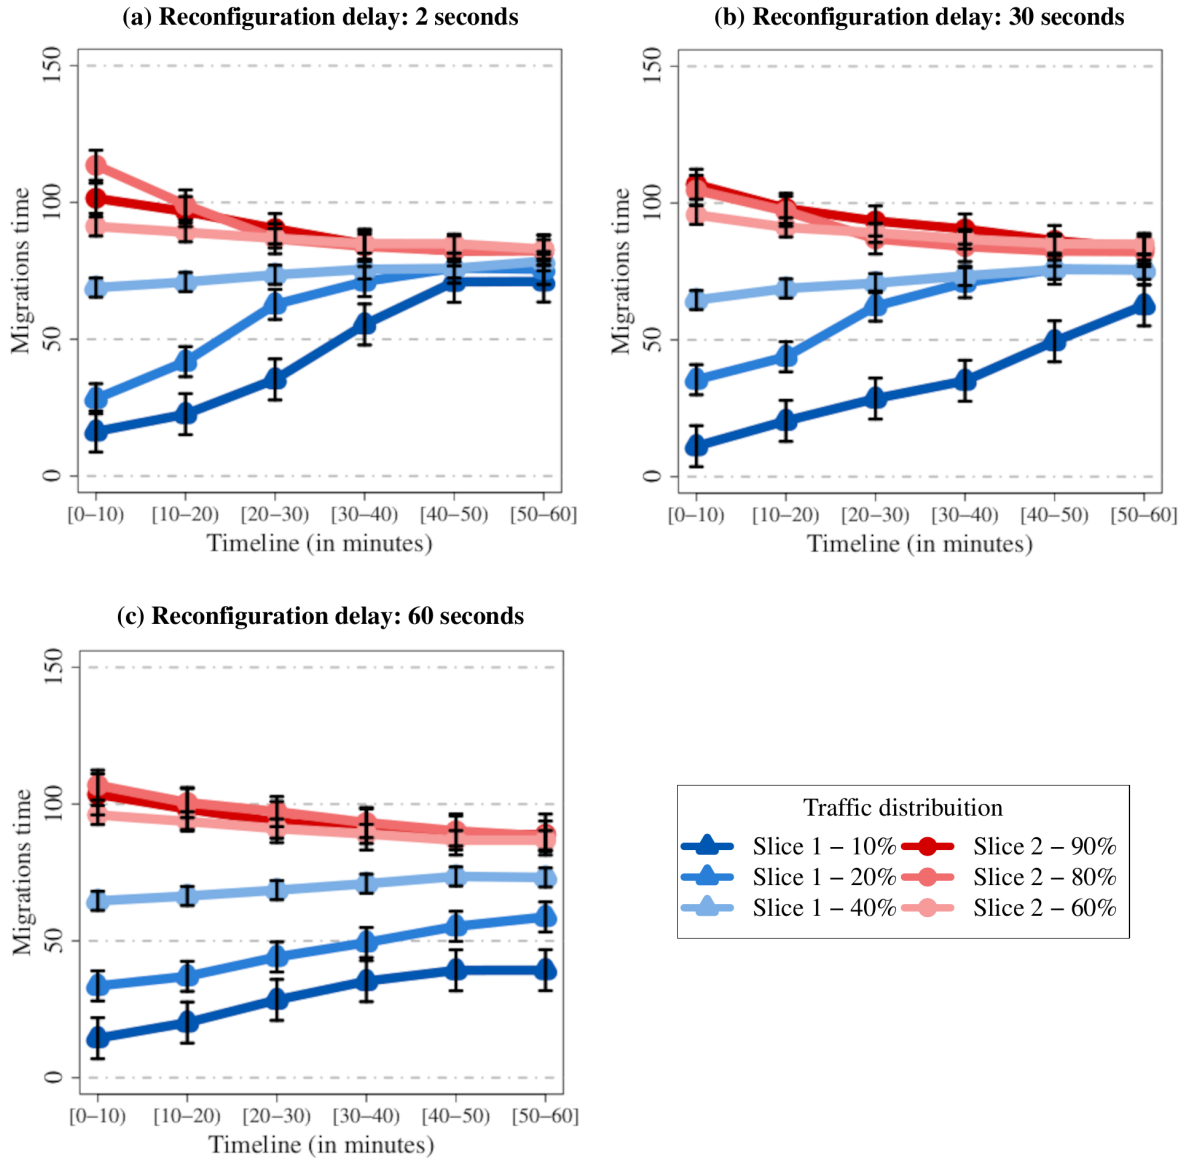 (a) Reconfiguration delay: 2 seconds
Migrations time
150
100
50
0
[0−10) [10−20) [20−30) [30−40) [40−50) [50−60]
Timeline (in minutes)
(b) Reconfiguration delay: 30 seconds
Migrations time
150
100
50
0
[0−10) [10−20) [20−30) [30−40) [40−50) [50−60]
Timeline (in minutes)
(c) Reconfiguration delay: 60 seconds
Migrations time
150
100
50
0
[0−10) [10−20) [20−30) [30−40) [40−50) [50−60]
Timeline (in minutes)
Traffic distribuition
Slice 1 − 10% Slice 2 − 90%
Slice 1 − 20% Slice 2 − 80%
Slice 1 − 40% Slice 2 − 60%